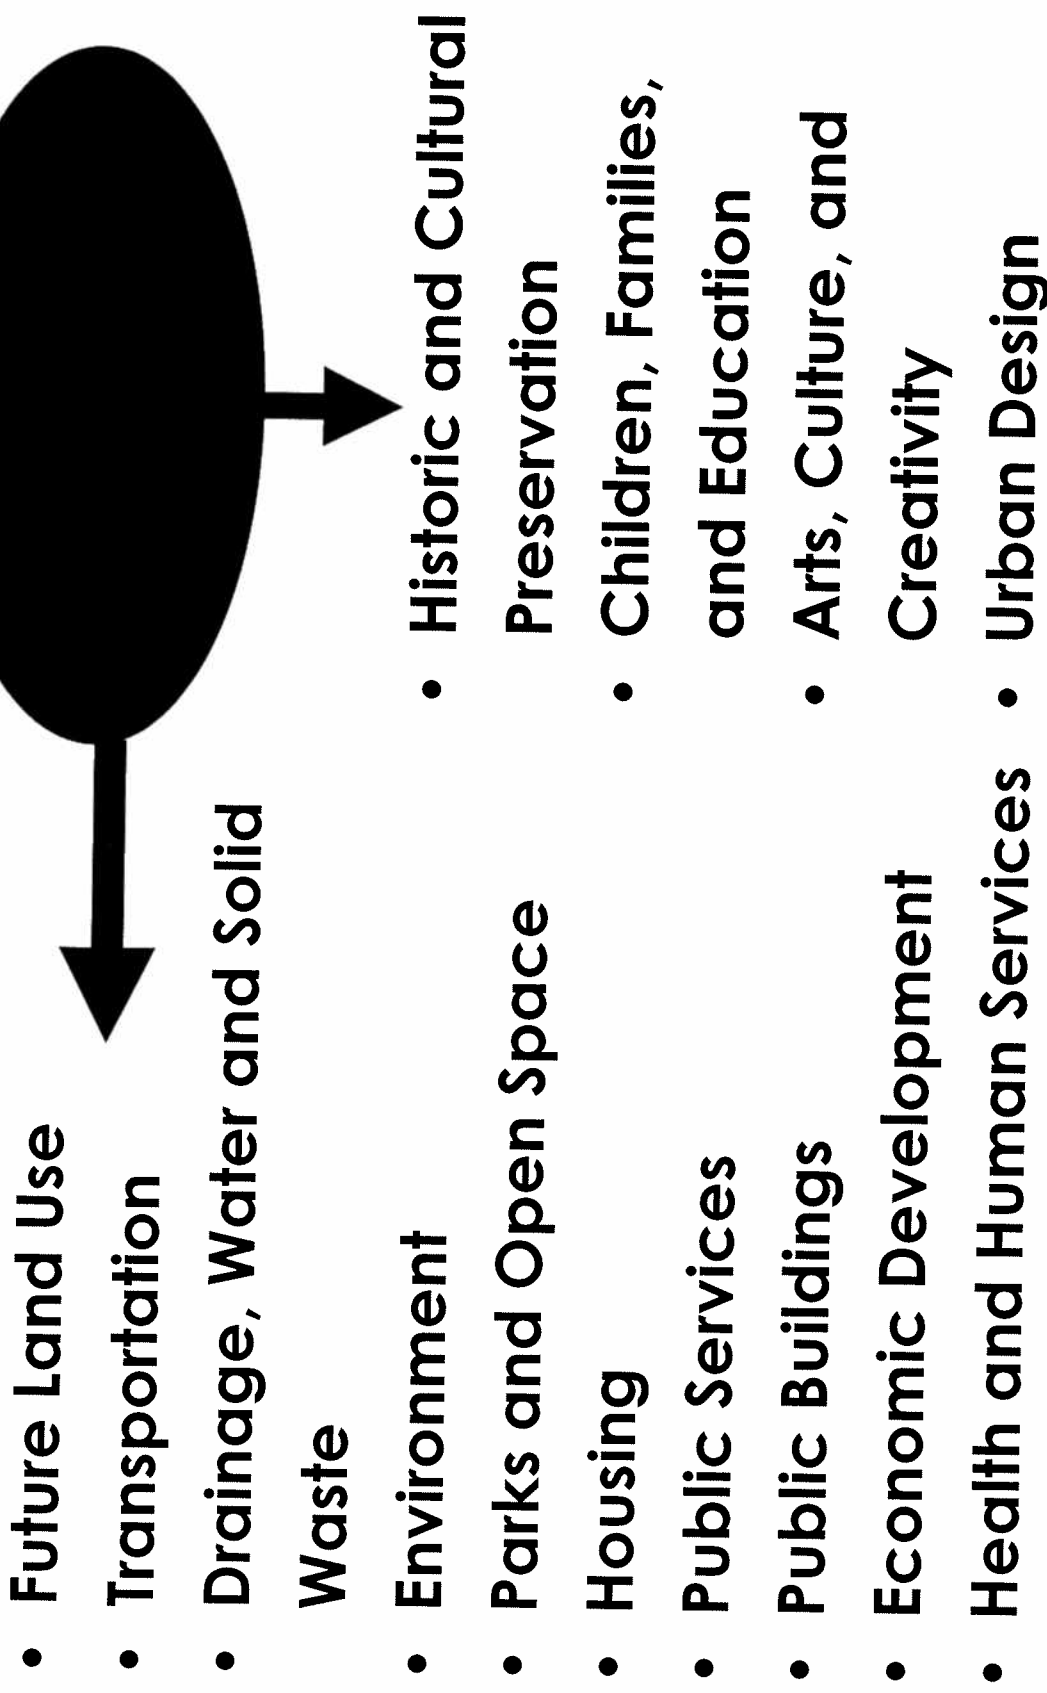 • Future Land Use
• Transportation
• Drainage, Water and Solid
Waste
• Environment
• Parks and Open Space
• Housing
• Public Services
• Public Buildings
• Economic Development
• Health and Human Services
• Historic and Cultural
Preservation
• Children, Families,
and Education
• Arts, Culture, and
Creativity
• Urban Design